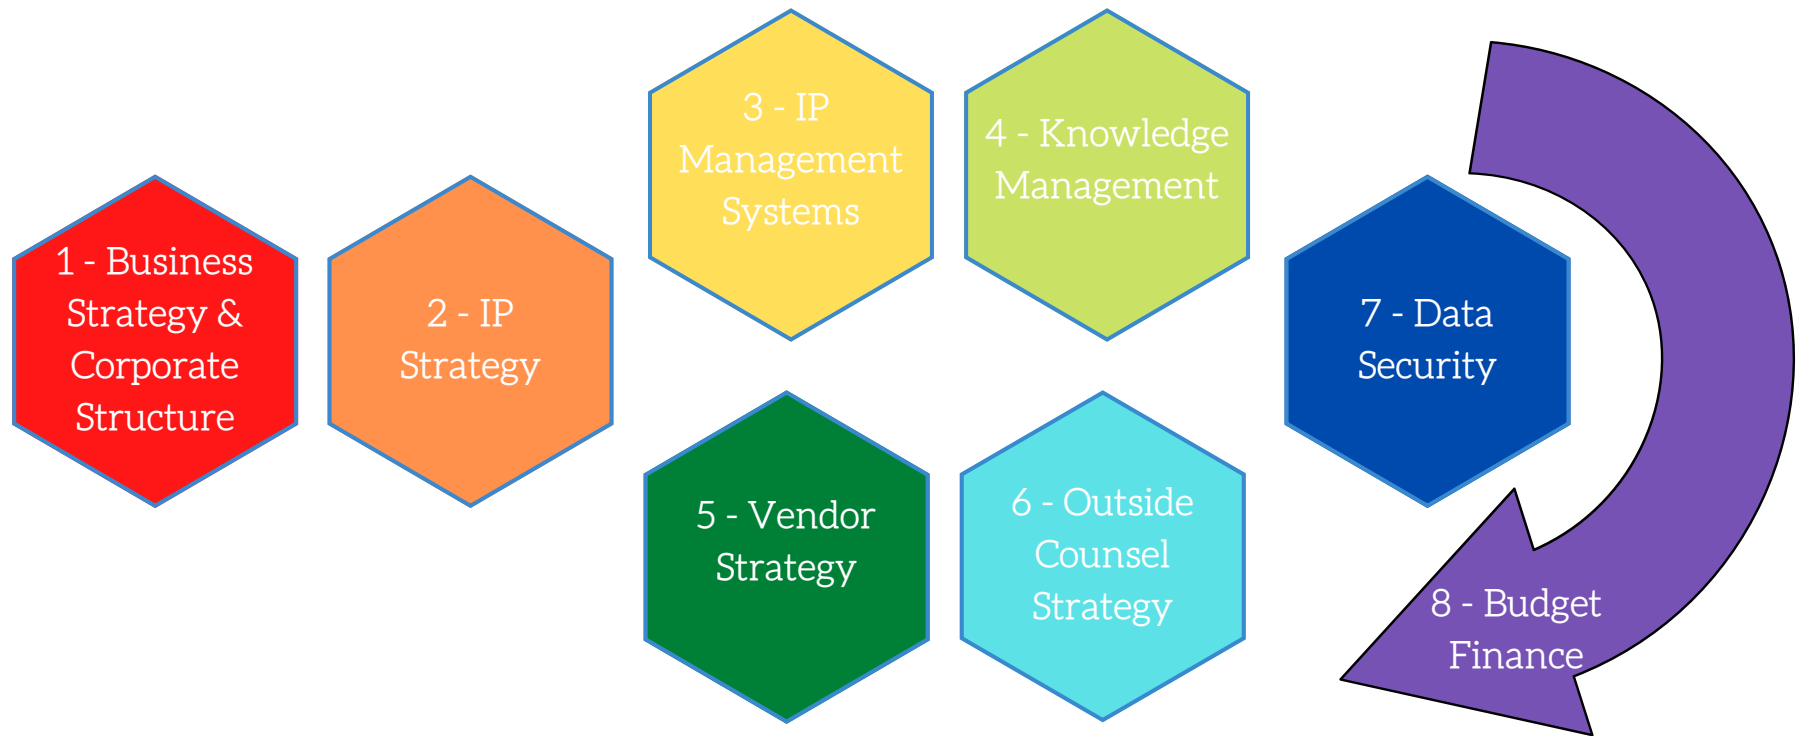 1 - Business
Strategy &
Corporate
Structure
2 - IP
Strategy
3 - IP
Management
Systems
4 - Knowledge
Management
5 - Vendor
Strategy
6 - Outside
Counsel
Strategy
7 - Data
Security
8 - Budget
Finance